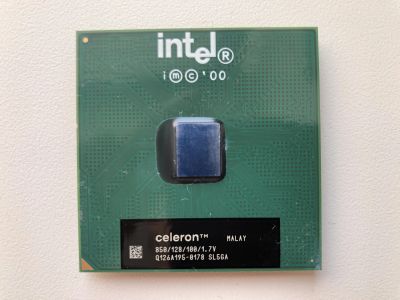 intel®
i ⓜ ⓒ '00
celeron™ MALAY
850/128/100/1.7V
Q126A195-0178 SL5GA